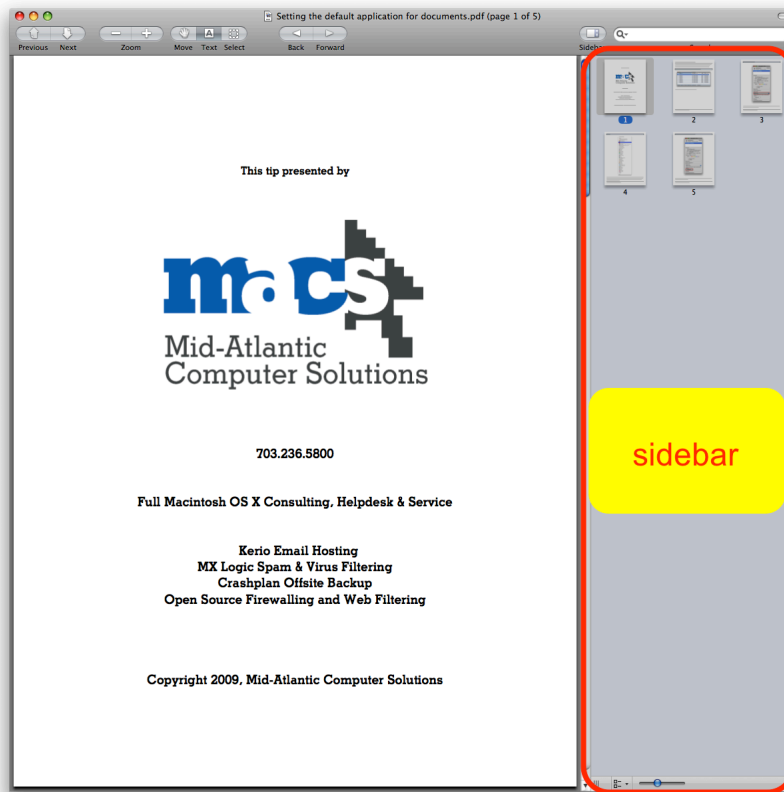 Setting the default application for documents.pdf (page 1 of 5)
Previous Next Zoom Move Text Select Back Forward
This tip presented by
macs
Mid-Atlantic
Computer Solutions
703.236.5800
Full Macintosh OS X Consulting, Helpdesk & Service
Kerio Email Hosting
MX Logic Spam & Virus Filtering
Crashplan Offsite Backup
Open Source Firewalling and Web Filtering
Copyright 2009, Mid-Atlantic Computer Solutions
1 2 3
4 5
sidebar